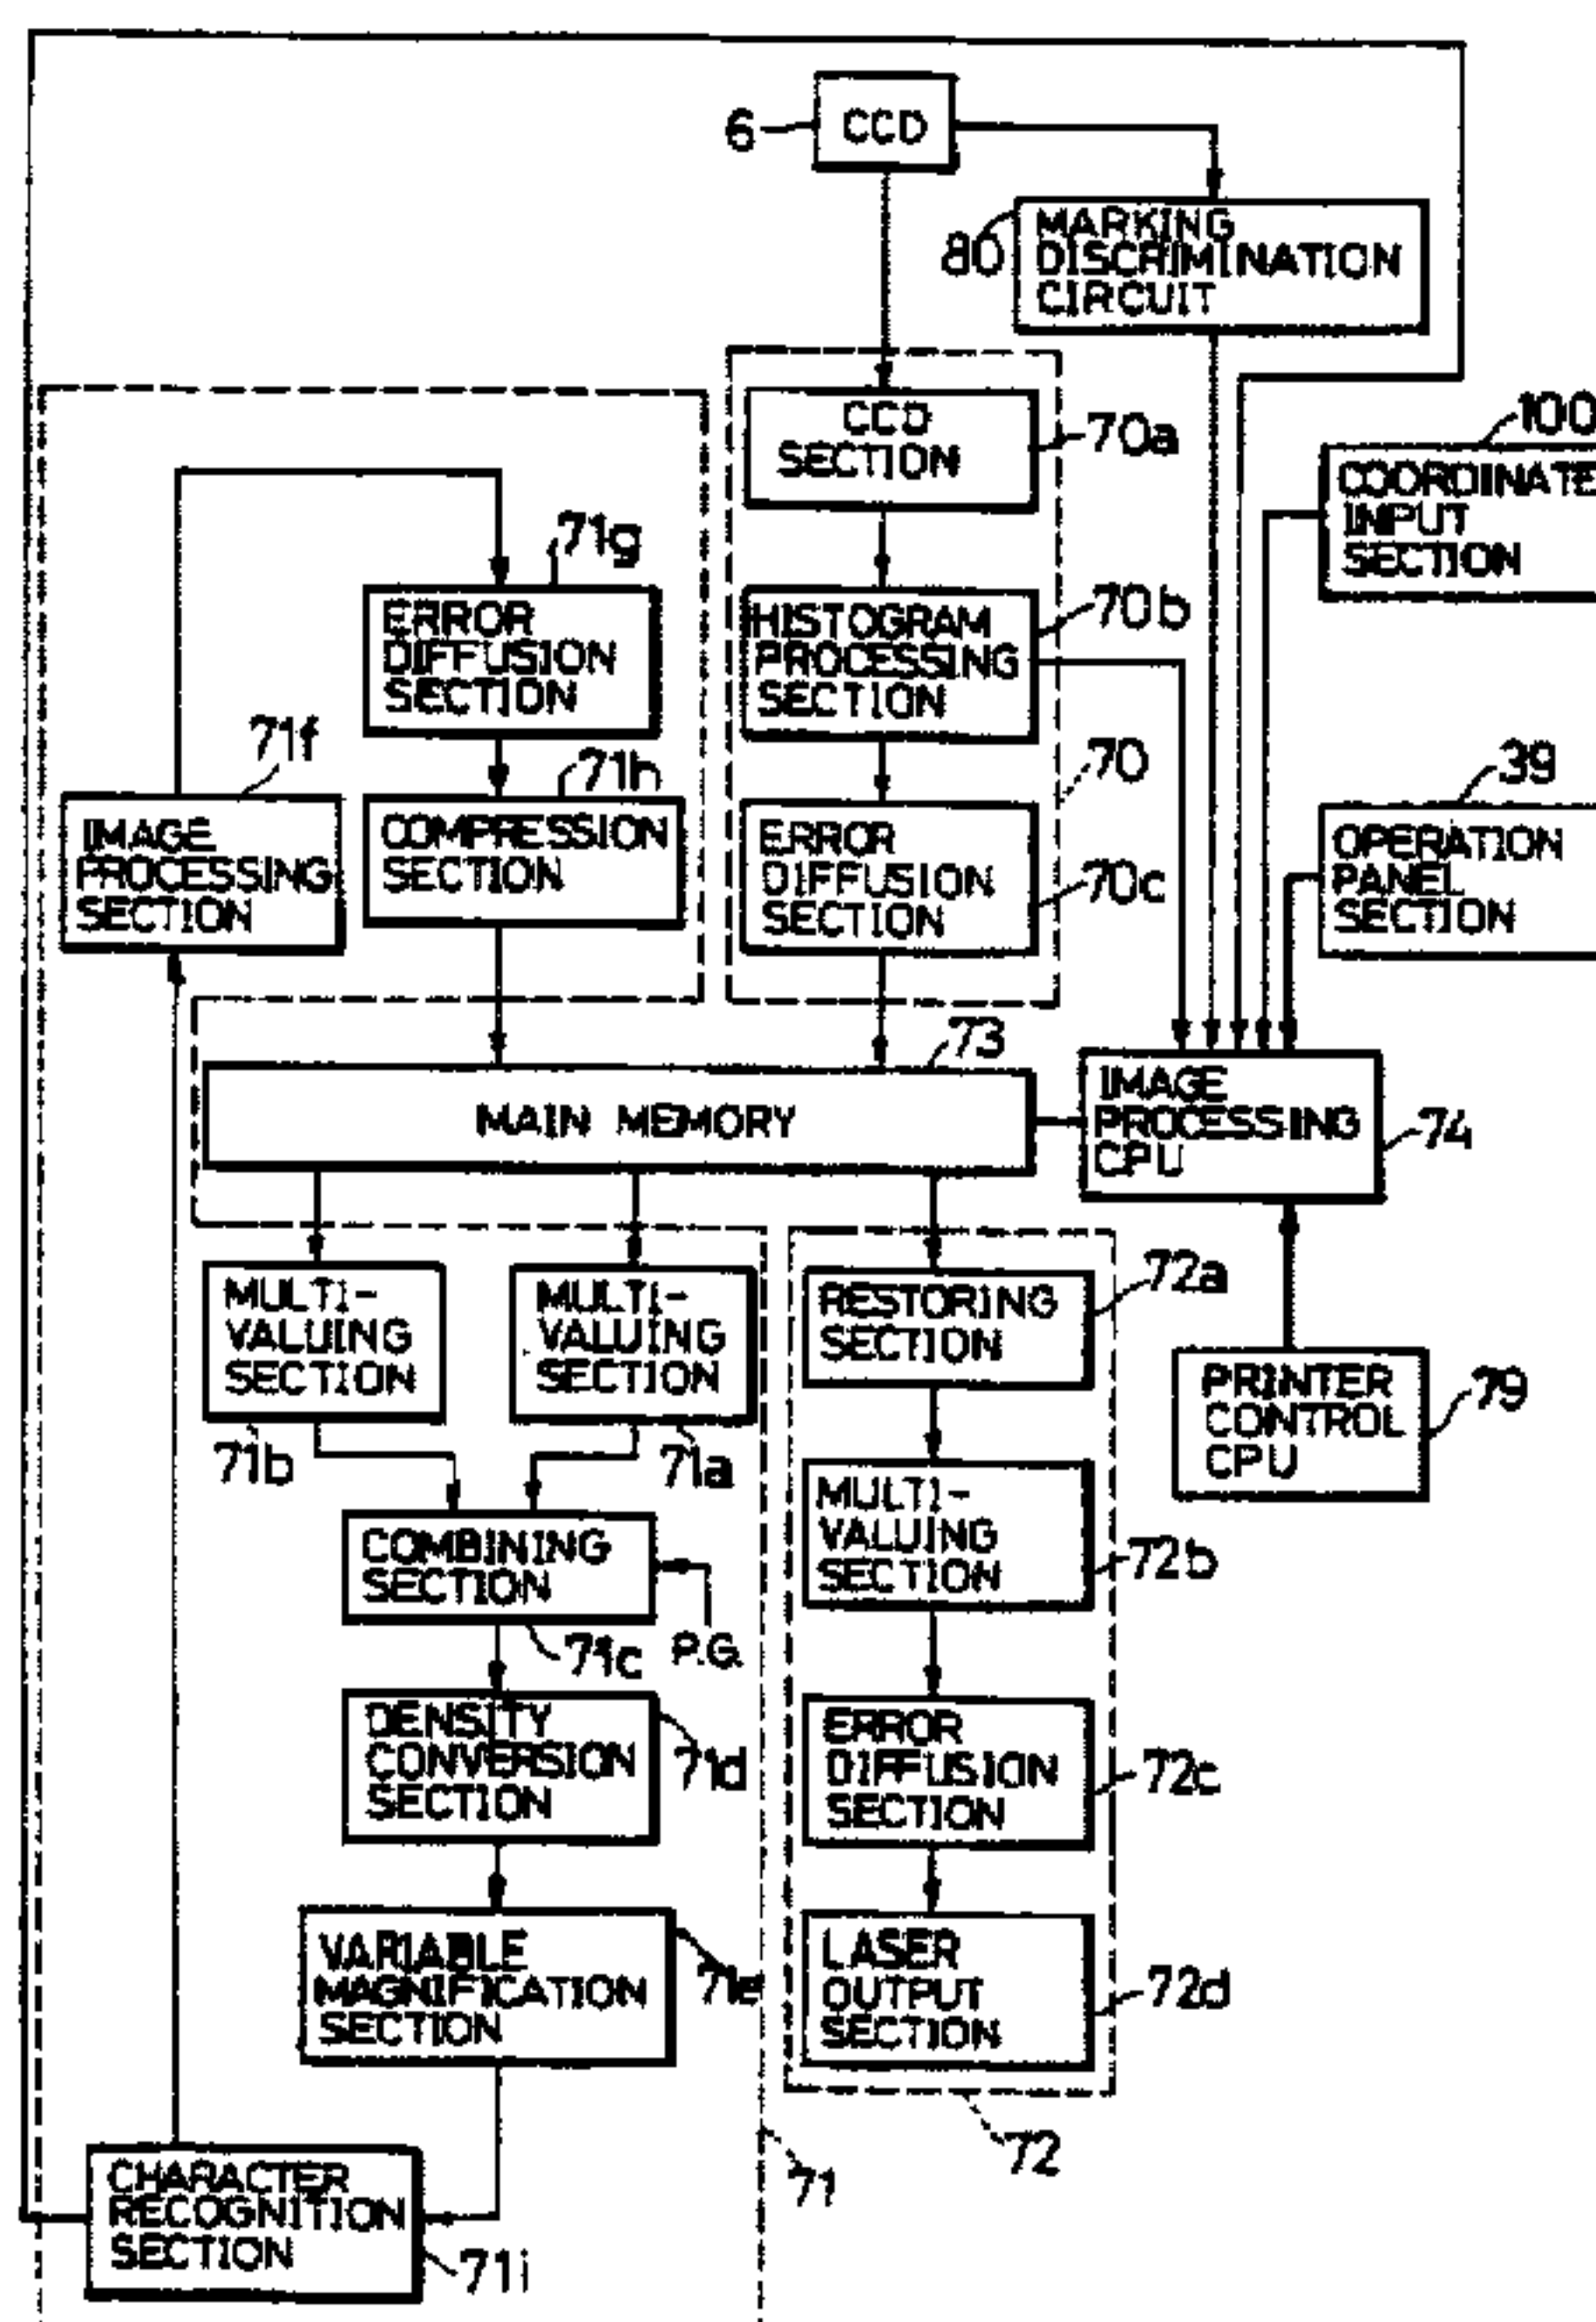 6
CCD
80
MARKING
DISCRIMINATION
CIRCUIT
CCD
SECTION
70a
100
COORDINATE
INPUT
SECTION
71g
ERROR
DIFFUSION
SECTION
HISTOGRAM
PROCESSING
SECTION
70b
71f
71h
70
39
IMAGE
PROCESSING
SECTION
COMPRESSION
SECTION
ERROR
DIFFUSION
SECTION
70c
OPERATION
PANEL
SECTION
73
MAIN MEMORY
IMAGE
PROCESSING
CPU
74
MULTI-
VALUING
SECTION
71b
MULTI-
VALUING
SECTION
71a
RESTORING
SECTION
72a
PRINTER
CONTROL
CPU
79
COMBINING
SECTION
71c
P.G.
MULTI-
VALUING
SECTION
72b
DENSITY
CONVERSION
SECTION
71d
ERROR
DIFFUSION
SECTION
72c
VARIABLE
MAGNIFICATION
SECTION
71e
LASER
OUTPUT
SECTION
72d
72
71
CHARACTER
RECOGNITION
SECTION
71i